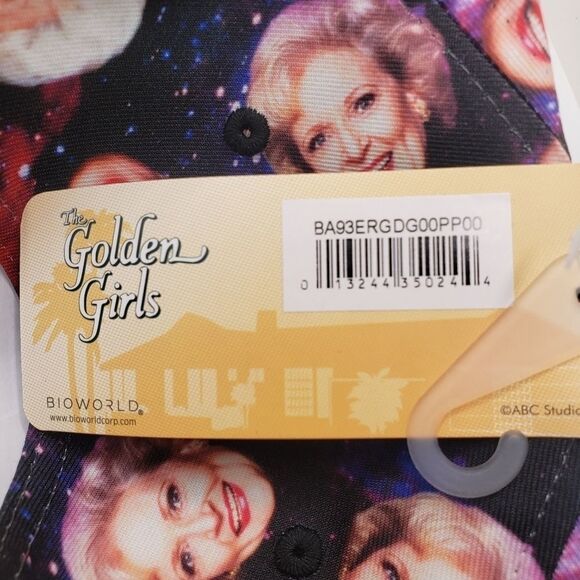 The
Golden
Girls
BIOWORLD®
www.bioworldcorp.com
BA93ERGDG00PP00
0 13244 35024 4
©ABC Studio